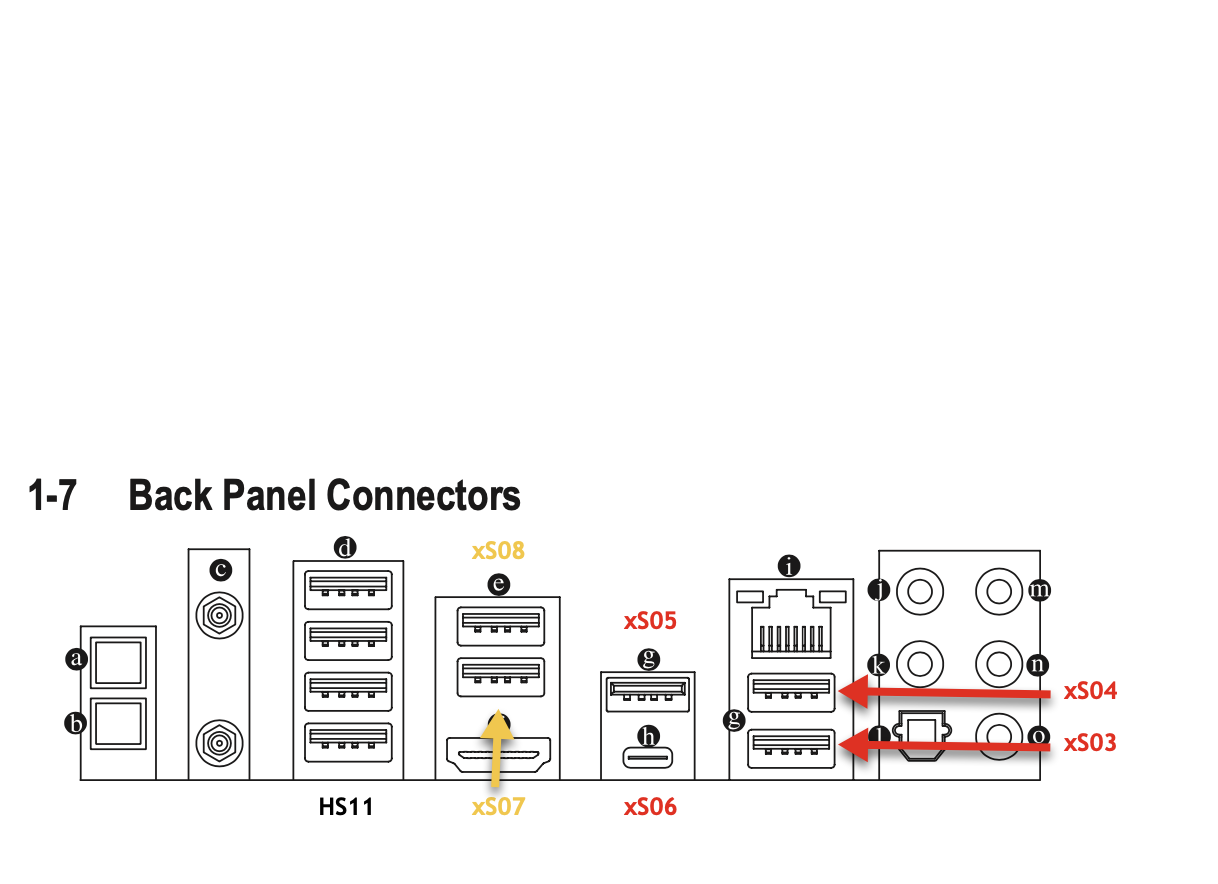 1-7 Back Panel Connectors
d xS08
c e i
j m
xS05
a g k n
xS04
b g h l o
xS03
HS11 xS07 xS06